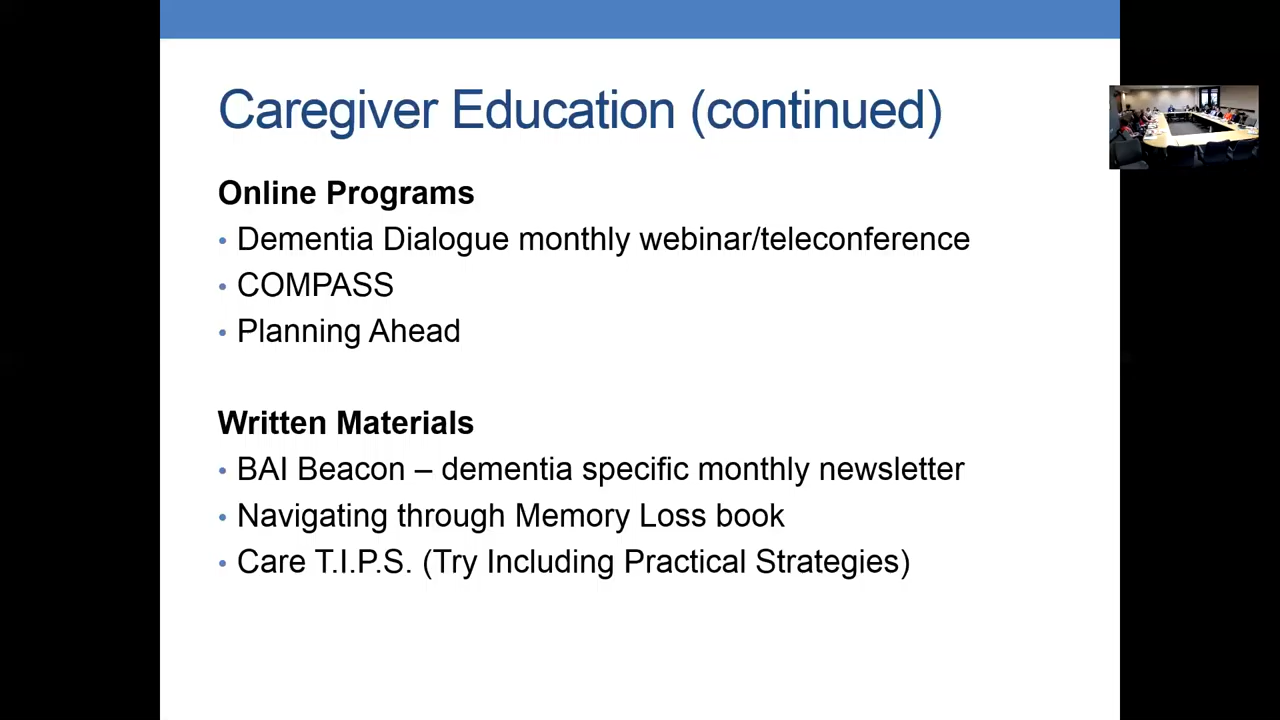 Caregiver Education (continued)
Online Programs
• Dementia Dialogue monthly webinar/teleconference
• COMPASS
• Planning Ahead
Written Materials
• BAI Beacon – dementia specific monthly newsletter
• Navigating through Memory Loss book
• Care T.I.P.S. (Try Including Practical Strategies)